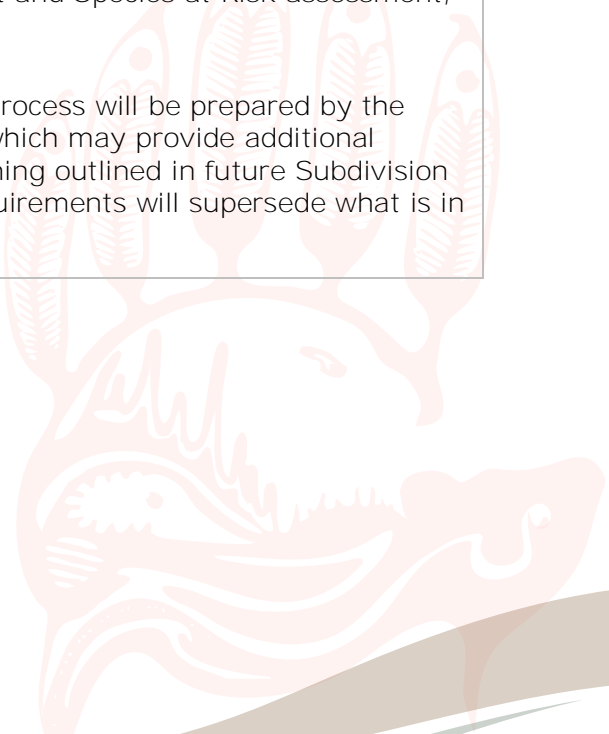 and Species at Risk assessment,
rocess will be prepared by the
which may provide additional
ning outlined in future Subdivision
uirements will supersede what is in